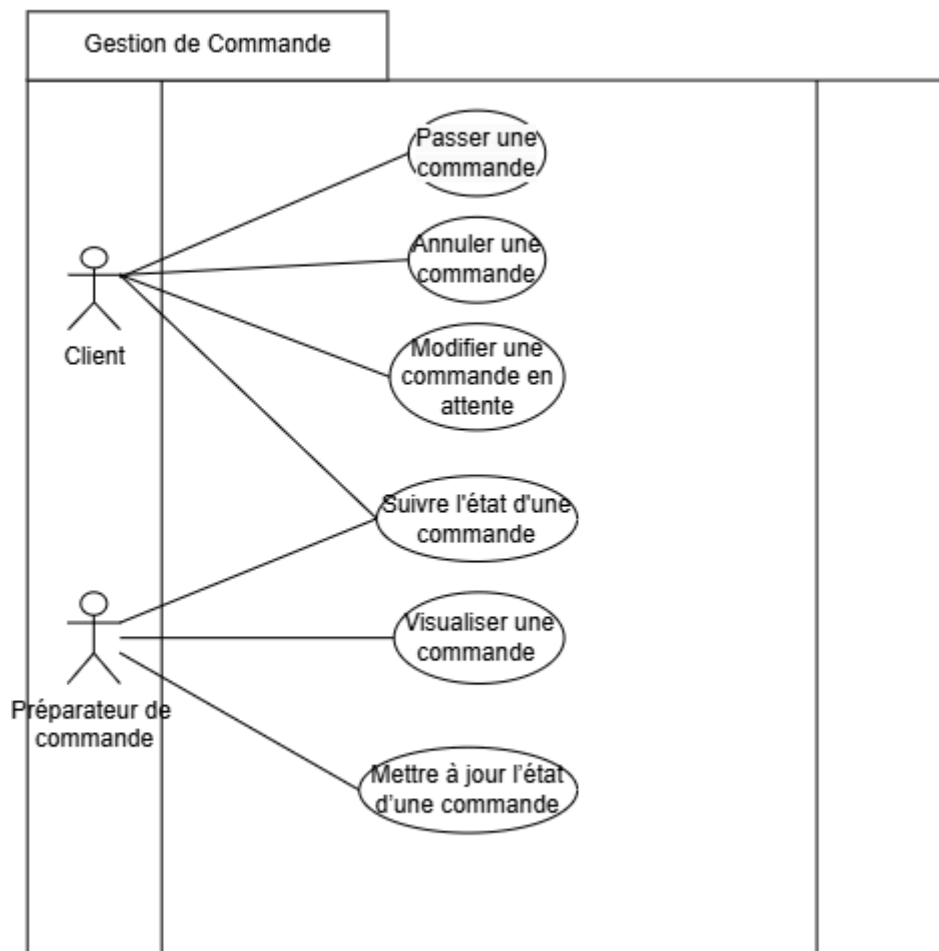 Gestion de Commande
Passer une
commande
Annuler une
commande
Client
Modifier une
commande en
attente
Suivre l'état d'une
commande
Visualiser une
commande
Préparateur de
commande
Mettre à jour l’état
d’une commande